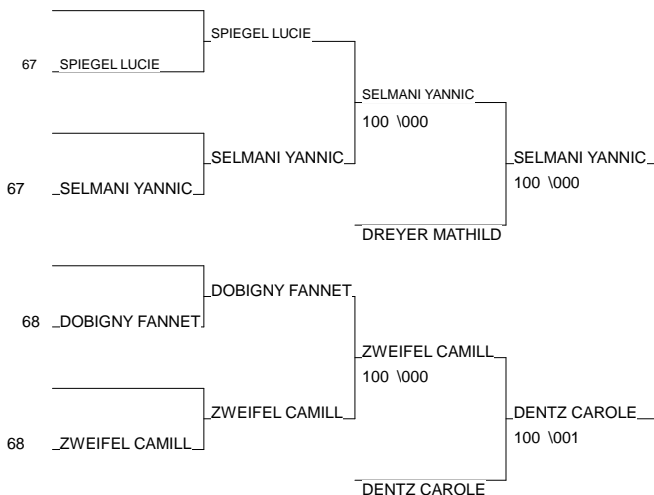 SPIEGEL LUCIE
67 SPIEGEL LUCIE
SELMANI YANNIC
100 \000
SELMANI YANNIC
SELMANI YANNIC
100 \000
67 SELMANI YANNIC
DREYER MATHILD
DOBIGNY FANNET
68 DOBIGNY FANNET
ZWEIFEL CAMILL
100 \000
ZWEIFEL CAMILL
DENTZ CAROLE
100 \001
68 ZWEIFEL CAMILL
DENTZ CAROLE